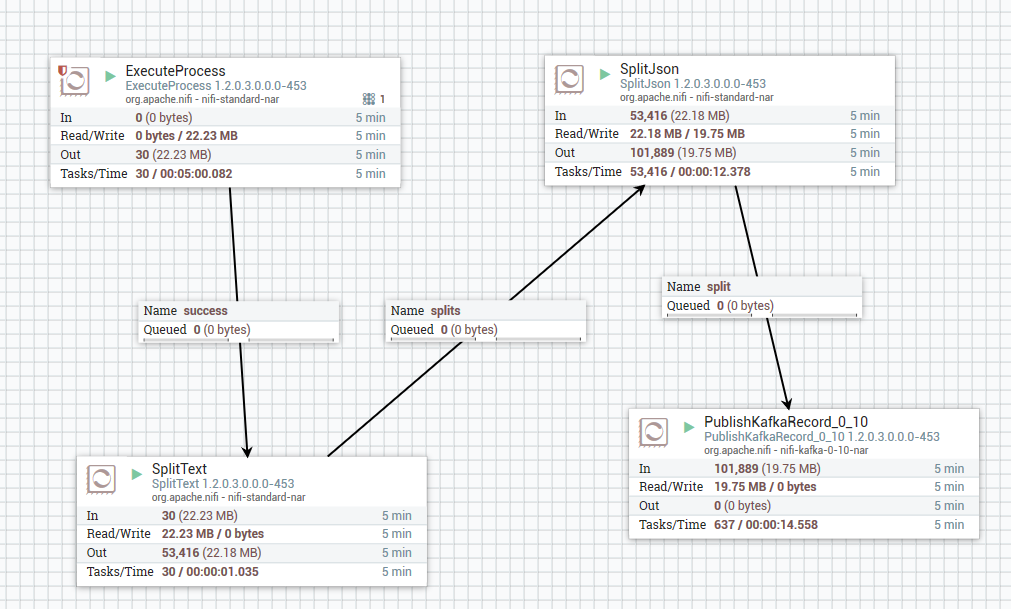 ExecuteProcess
ExecuteProcess 1.2.0.3.0.0.0-453
org.apache.nifi - nifi-standard-nar
1
In 0 (0 bytes) 5 min
Read/Write 0 bytes / 22.23 MB 5 min
Out 30 (22.23 MB) 5 min
Tasks/Time 30 / 00:05:00.082 5 min
SplitJson
SplitJson 1.2.0.3.0.0.0-453
org.apache.nifi - nifi-standard-nar
In 53,416 (22.18 MB) 5 min
Read/Write 22.18 MB / 19.75 MB 5 min
Out 101,889 (19.75 MB) 5 min
Tasks/Time 53,416 / 00:00:12.378 5 min
Name success
Queued 0 (0 bytes)
Name splits
Queued 0 (0 bytes)
Name split
Queued 0 (0 bytes)
SplitText
SplitText 1.2.0.3.0.0.0-453
org.apache.nifi - nifi-standard-nar
In 30 (22.23 MB) 5 min
Read/Write 22.23 MB / 0 bytes 5 min
Out 53,416 (22.18 MB) 5 min
Tasks/Time 30 / 00:00:01.035 5 min
PublishKafkaRecord_0_10
PublishKafkaRecord_0_10 1.2.0.3.0.0.0-453
org.apache.nifi - nifi-kafka-0-10-nar
In 101,889 (19.75 MB) 5 min
Read/Write 19.75 MB / 0 bytes 5 min
Out 0 (0 bytes) 5 min
Tasks/Time 637 / 00:00:14.558 5 min